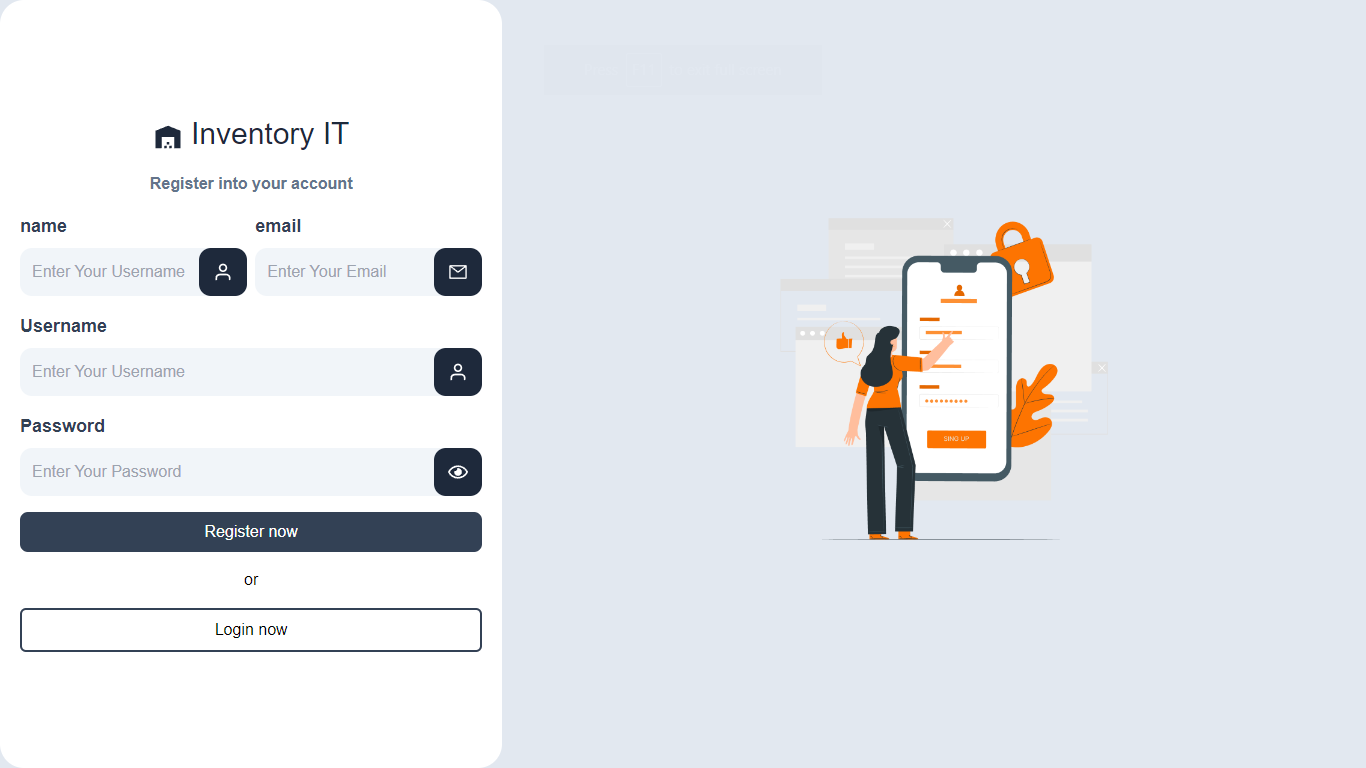 Inventory IT
Register into your account
name
email
Enter Your Username
Enter Your Email
Username
Enter Your Username
Password
Enter Your Password
Register now
or
Login now
SING UP